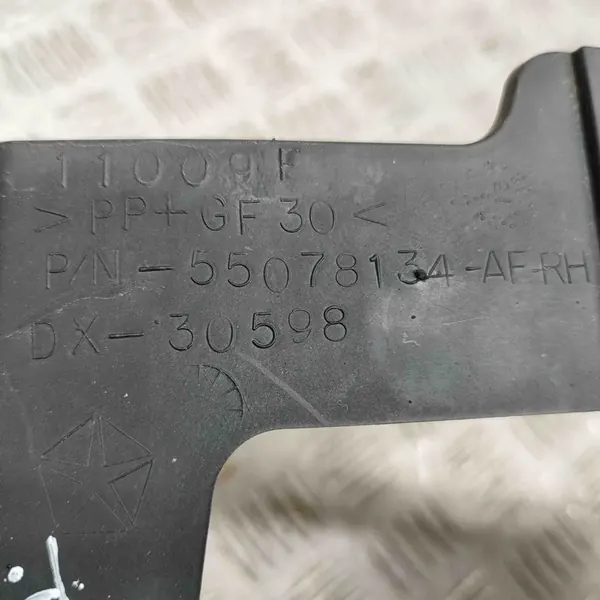 11009F
>PP+GF30<
P/N-55078134-AF-RH
DX-30598